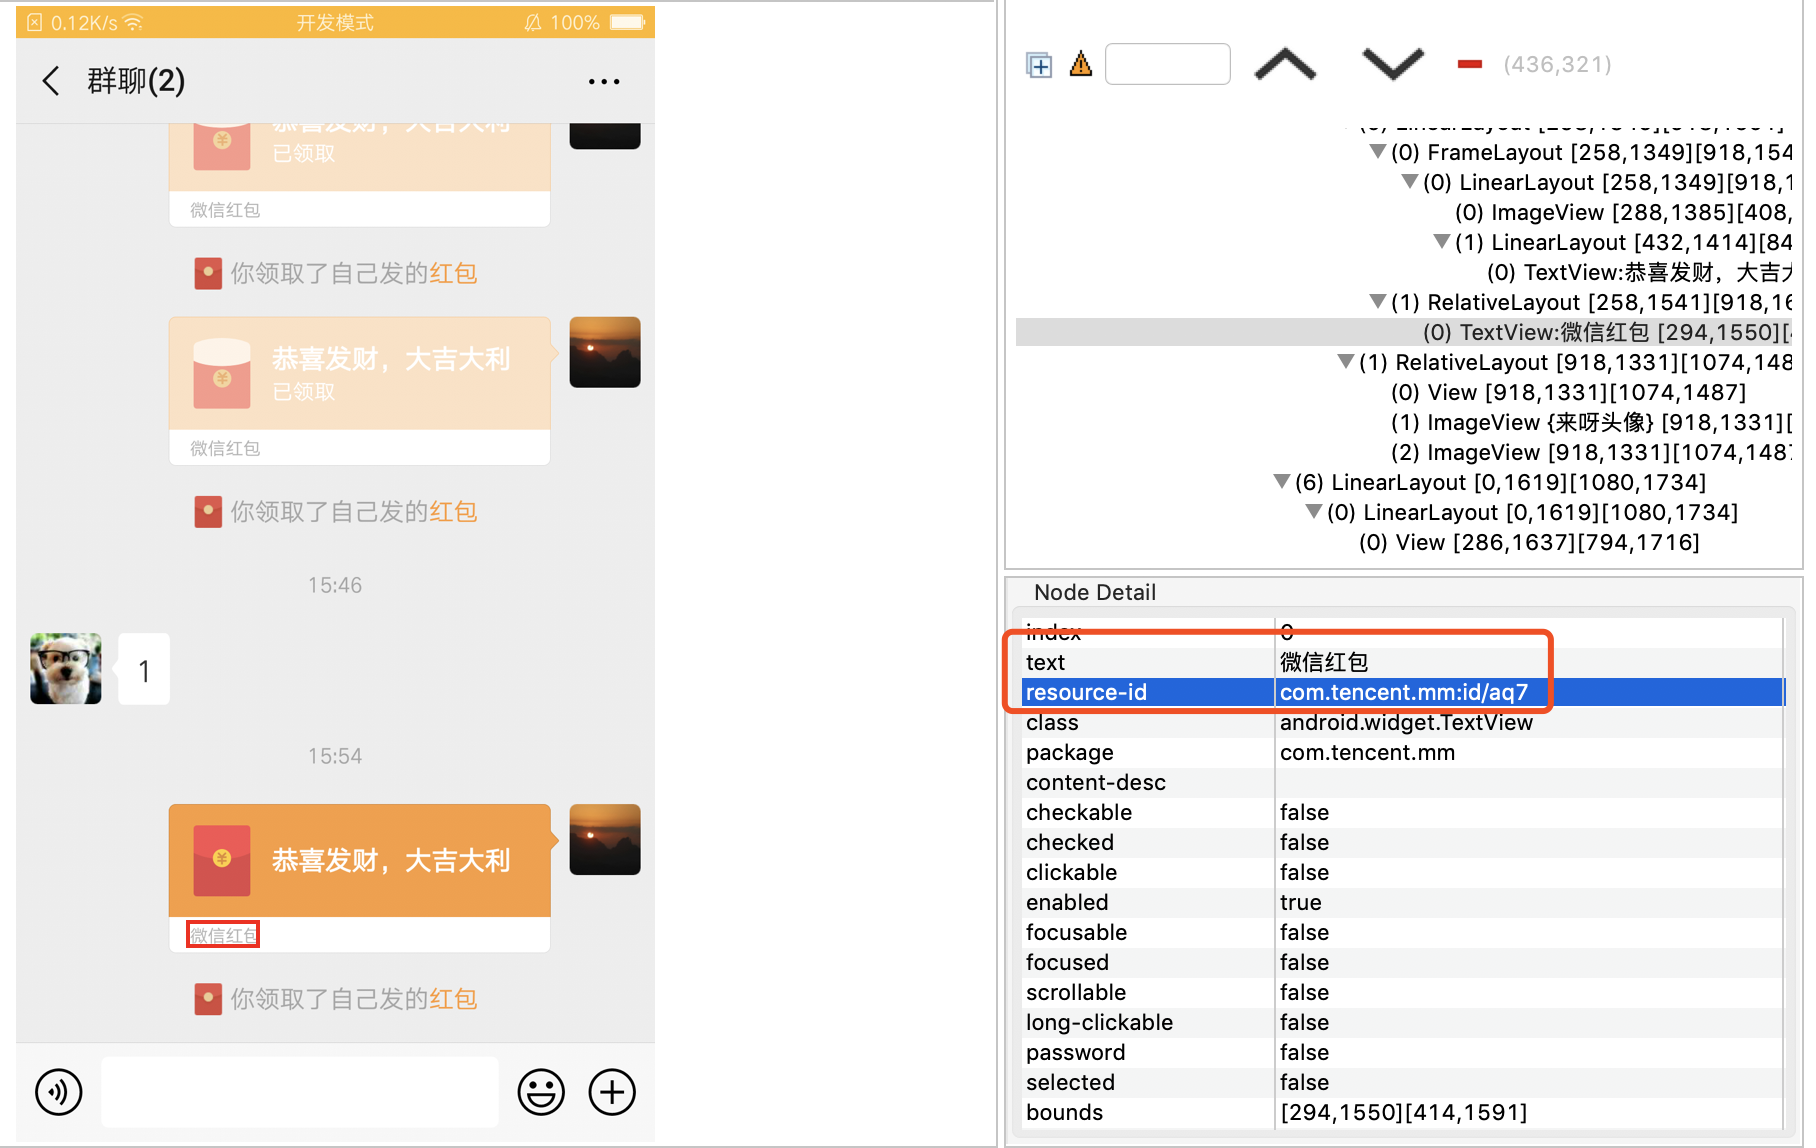 0.12K/s
开发模式
100%
群聊(2)
恭喜发财，大吉大利
已领取
微信红包
你领取了自己发的红包
恭喜发财，大吉大利
已领取
微信红包
你领取了自己发的红包
15:46
1
15:54
恭喜发财，大吉大利
微信红包
你领取了自己发的红包
(436,321)
(0) FrameLayout [258,1349][918,154
(0) LinearLayout [258,1349][918,1
(0) ImageView [288,1385][408,
(1) LinearLayout [432,1414][84
(0) TextView:恭喜发财，大吉大
(1) RelativeLayout [258,1541][918,16
(0) TextView:微信红包 [294,1550][4
(1) RelativeLayout [918,1331][1074,148
(0) View [918,1331][1074,1487]
(1) ImageView {来呀头像} [918,1331][
(2) ImageView [918,1331][1074,1487
(6) LinearLayout [0,1619][1080,1734]
(0) LinearLayout [0,1619][1080,1734]
(0) View [286,1637][794,1716]
Node Detail
index 0
text 微信红包
resource-id com.tencent.mm:id/aq7
class android.widget.TextView
package com.tencent.mm
content-desc
checkable false
checked false
clickable false
enabled true
focusable false
focused false
scrollable false
long-clickable false
password false
selected false
bounds [294,1550][414,1591]